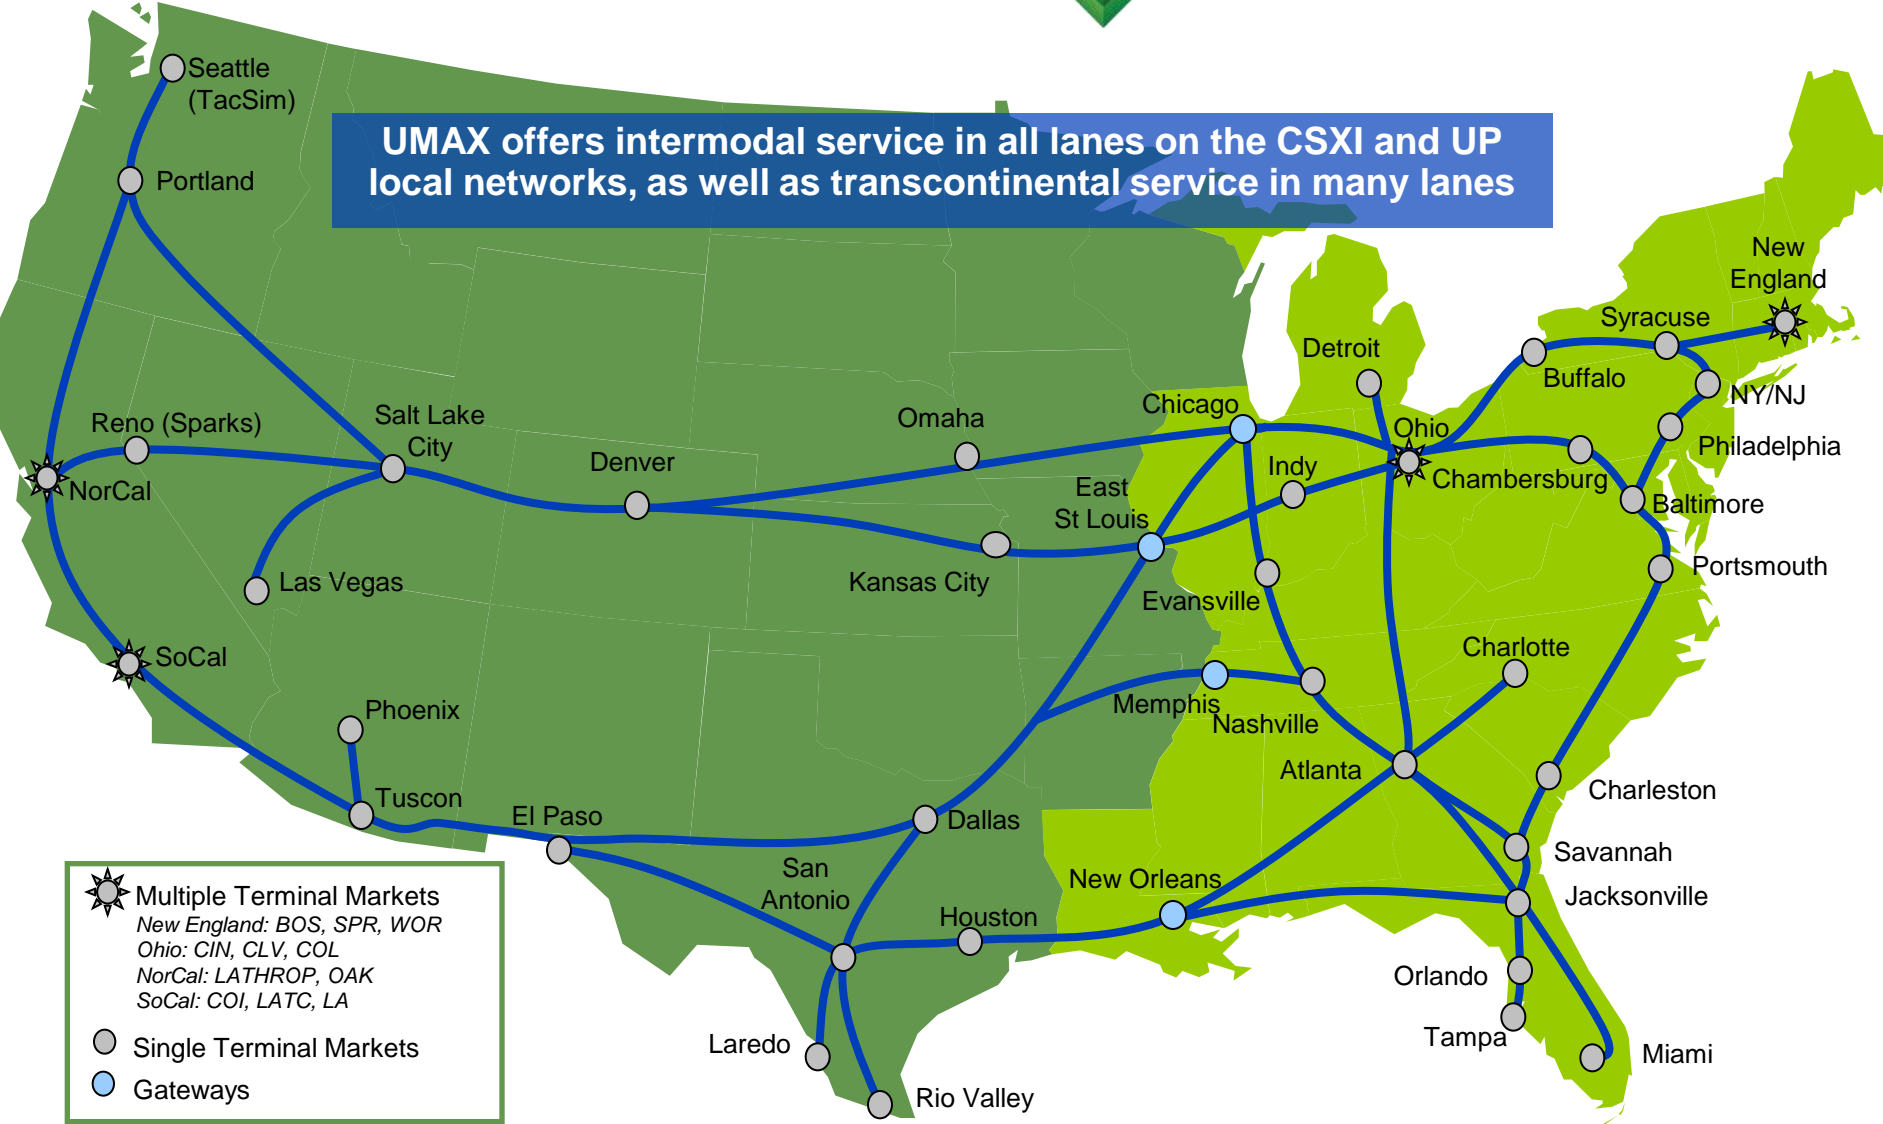 Seattle
(TacSim)
UMAX offers intermodal service in all lanes on the CSXI and UP
local networks, as well as transcontinental service in many lanes
Portland
New
England
Syracuse
Detroit
Buffalo
NY/NJ
Chicago
Omaha
Salt Lake
City
Reno (Sparks)
Ohio
Philadelphia
Denver
Indy
Chambersburg
NorCal
East
St Louis
Baltimore
Portsmouth
Las Vegas
Kansas City
Evansville
Charlotte
SoCal
Phoenix
Memphis
Nashville
Atlanta
Tuscon
El Paso
Dallas
Charleston
Savannah
San
Antonio
New Orleans
Jacksonville
Houston
Multiple Terminal Markets
New England: BOS, SPR, WOR
Ohio: CIN, CLV, COL
NorCal: LATHROP, OAK
SoCal: COI, LATC, LA
Single Terminal Markets
Gateways
Orlando
Tampa
Miami
Laredo
Rio Valley